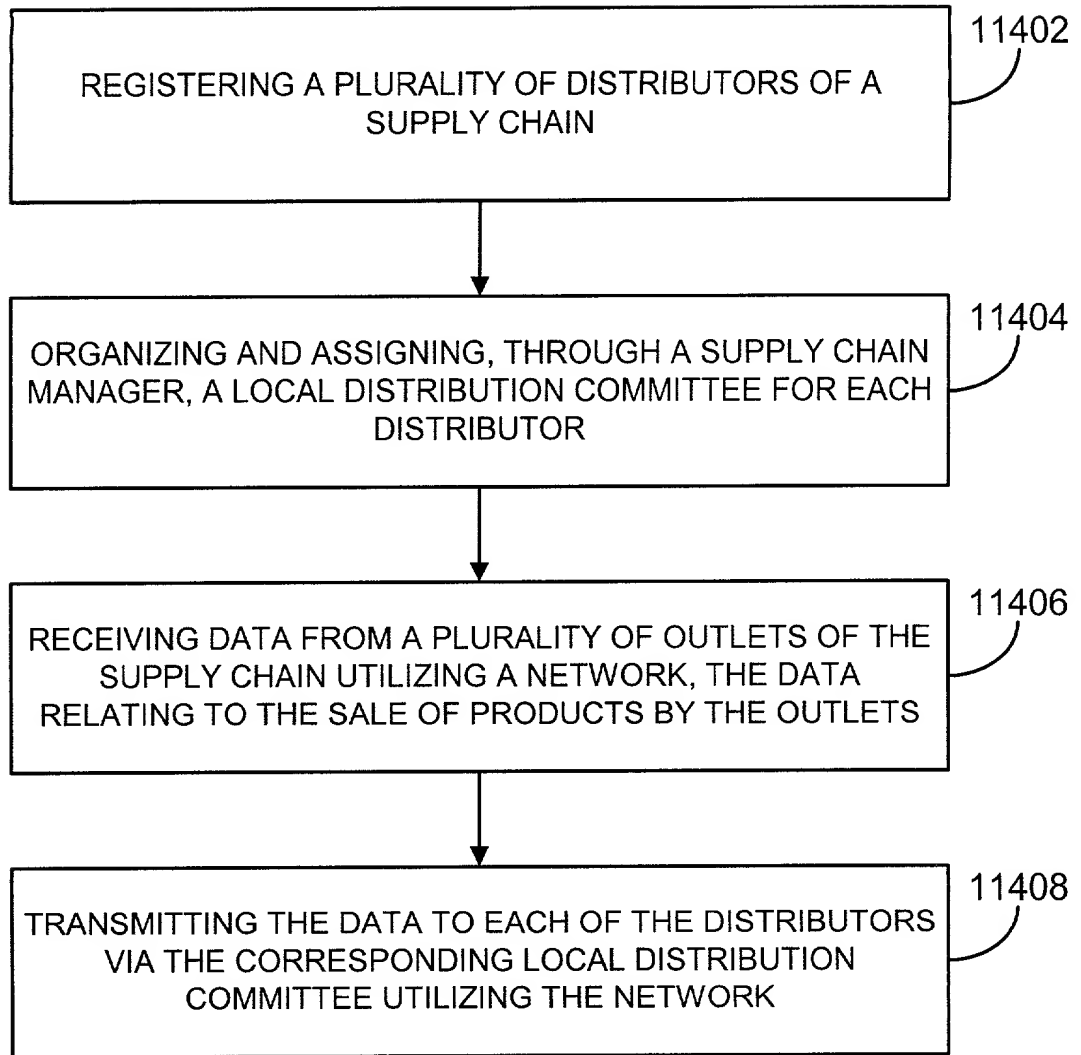 11402
REGISTERING A PLURALITY OF DISTRIBUTORS OF A
SUPPLY CHAIN
11404
ORGANIZING AND ASSIGNING, THROUGH A SUPPLY CHAIN
MANAGER, A LOCAL DISTRIBUTION COMMITTEE FOR EACH
DISTRIBUTOR
11406
RECEIVING DATA FROM A PLURALITY OF OUTLETS OF THE
SUPPLY CHAIN UTILIZING A NETWORK, THE DATA
RELATING TO THE SALE OF PRODUCTS BY THE OUTLETS
11408
TRANSMITTING THE DATA TO EACH OF THE DISTRIBUTORS
VIA THE CORRESPONDING LOCAL DISTRIBUTION
COMMITTEE UTILIZING THE NETWORK